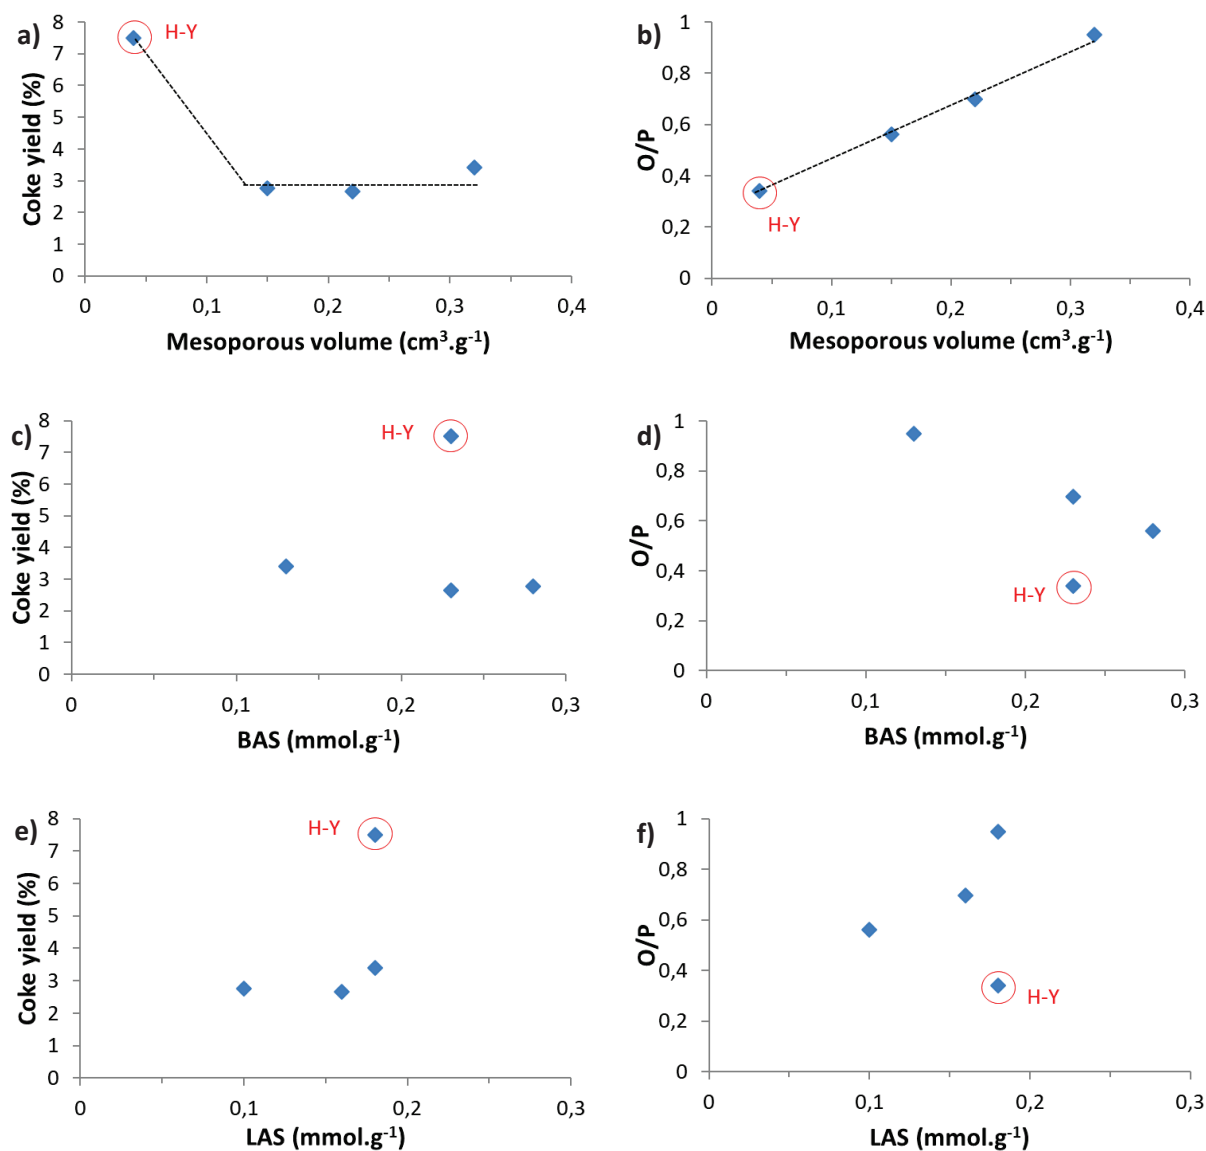 a)
H-Y
Coke yield (%)
8
7
6
5
4
3
2
1
0
0 0,1 0,2 0,3 0,4
Mesoporous volume (cm³.g⁻¹)
b)
H-Y
O/P
1
0,8
0,6
0,4
0,2
0
0 0,1 0,2 0,3 0,4
Mesoporous volume (cm³.g⁻¹)
c)
H-Y
Coke yield (%)
8
7
6
5
4
3
2
1
0
0 0,1 0,2 0,3
BAS (mmol.g⁻¹)
d)
H-Y
O/P
1
0,8
0,6
0,4
0,2
0
0 0,1 0,2 0,3
BAS (mmol.g⁻¹)
e)
H-Y
Coke yield (%)
8
7
6
5
4
3
2
1
0
0 0,1 0,2 0,3
LAS (mmol.g⁻¹)
f)
H-Y
O/P
1
0,8
0,6
0,4
0,2
0
0 0,1 0,2 0,3
LAS (mmol.g⁻¹)